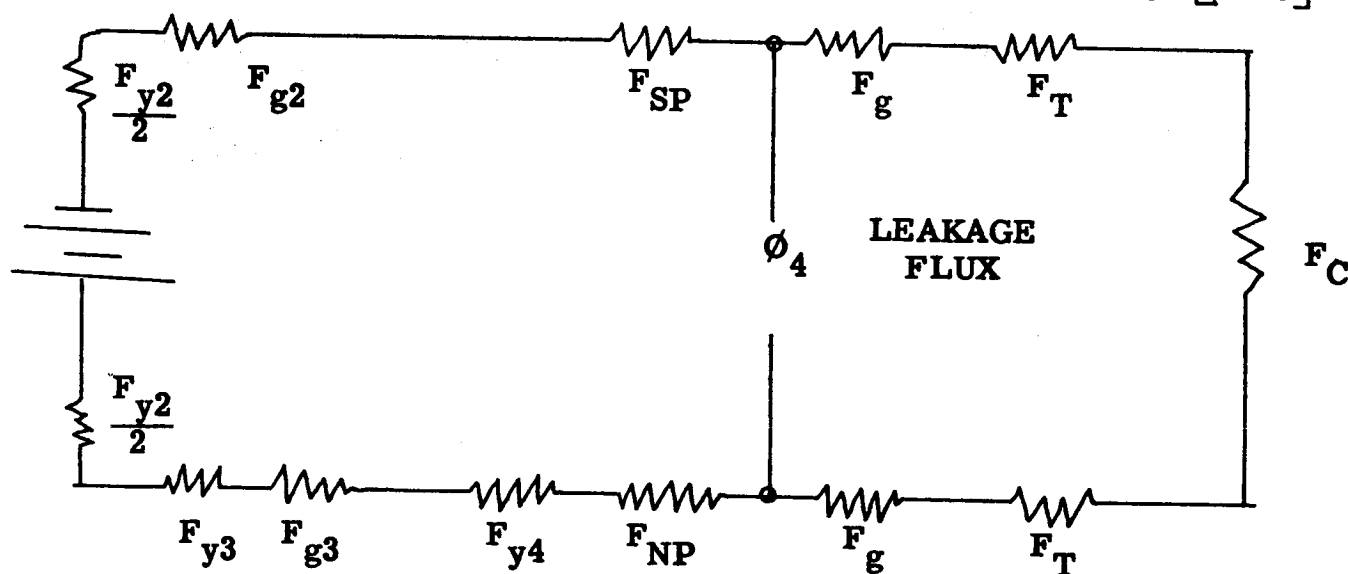 F_y2/2
F_g2
F_SP
F_g
F_T
ø_4
LEAKAGE
FLUX
F_C
F_y2/2
F_y3
F_g3
F_y4
F_NP
F_g
F_T